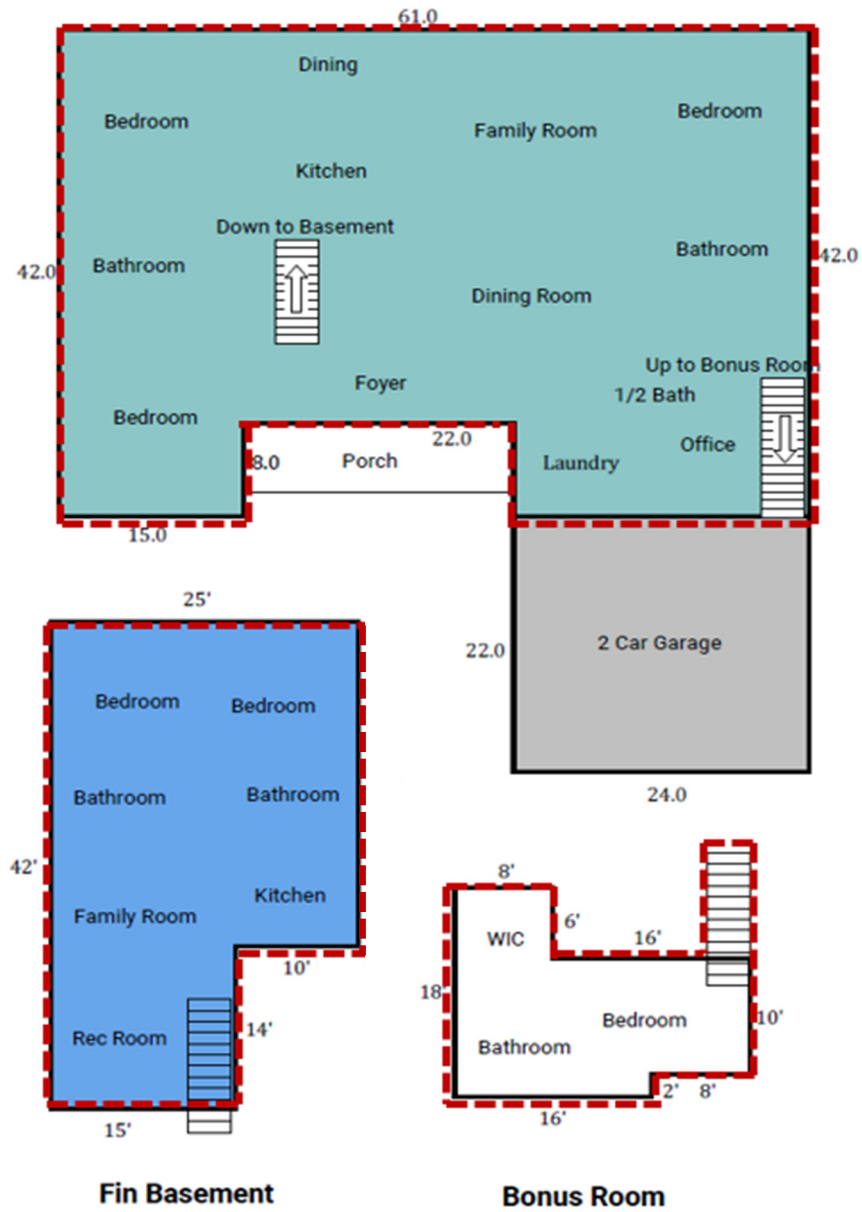 61.0
Dining
Bedroom
Family Room
Bedroom
Kitchen
Down to Basement
42.0
Bathroom
Bathroom
42.0
Dining Room
Up to Bonus Room
Foyer
1/2 Bath
Bedroom
22.0
Office
8.0
Porch
Laundry
15.0
25'
22.0
2 Car Garage
24.0
Bedroom
Bedroom
Bathroom
Bathroom
42'
Kitchen
Family Room
10'
14'
Rec Room
15'
Fin Basement
8'
6'
WIC
16'
18
Bedroom
10'
Bathroom
2'
8'
16'
Bonus Room